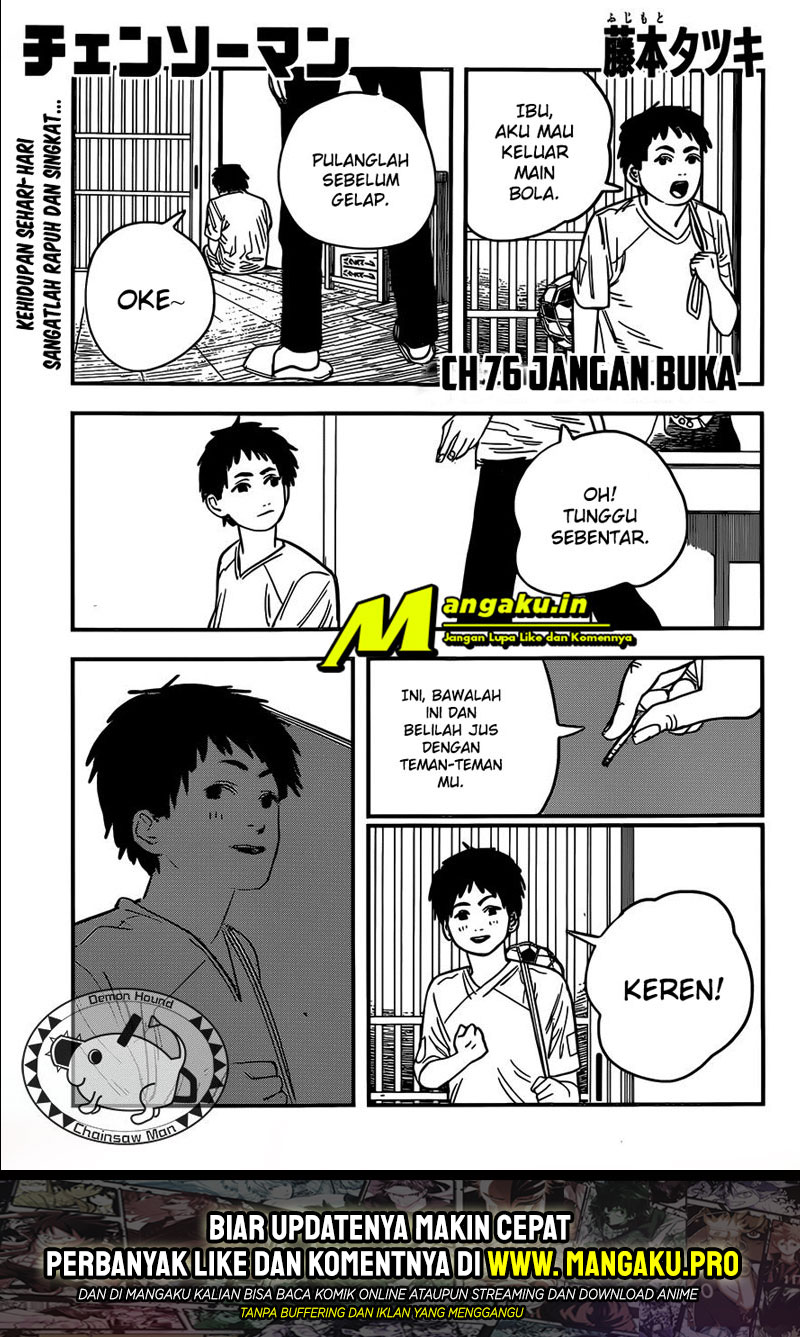 チェンソーマン
ふじもと
藤本タツキ
KEHIDUPAN SEHARI-HARI
SANGATLAH RAPUH DAN SINGKAT...
IBU,
AKU MAU
KELUAR
MAIN
BOLA.
PULANGLAH
SEBELUM
GELAP.
OKE~
CH 76 JANGAN BUKA
OH!
TUNGGU
SEBENTAR.
Mangaku.in
Jangan Lupa Like dan Komennya
INI, BAWALAH
INI DAN
BELILAH JUS
DENGAN
TEMAN-TEMAN
MU.
KEREN!
Demon Hound
Chainsaw Man
BIAR UPDATENYA MAKIN CEPAT
PERBANYAK LIKE DAN KOMENTNYA DI WWW. MANGAKU.PRO
DAN DI MANGAKU KALIAN BISA BACA KOMIK ONLINE ATAUPUN STREAMING DAN DOWNLOAD ANIME
TANPA BUFFERING DAN IKLAN YANG MENGGANGU